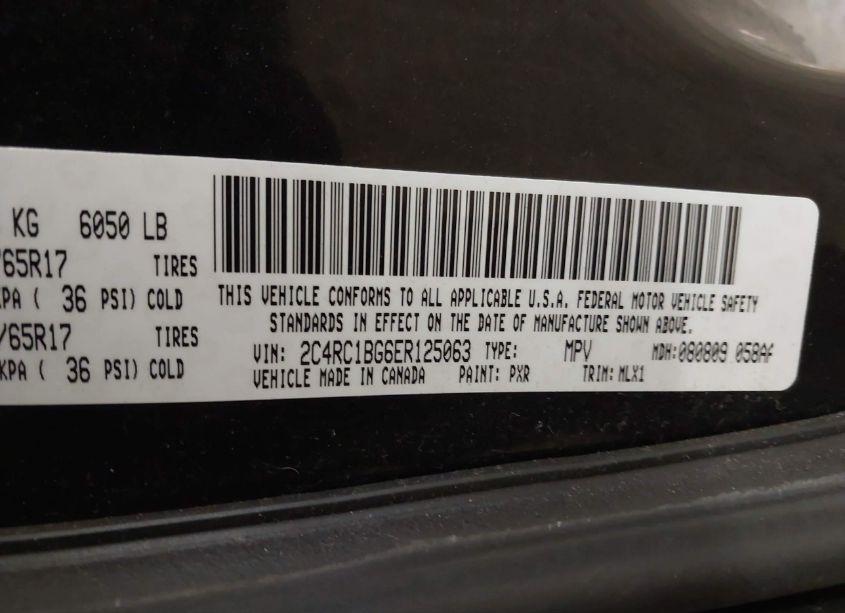 KG 6050 LB
/65R17 TIRES
KPA ( 36 PSI) COLD
/65R17 TIRES
KPA ( 36 PSI) COLD
THIS VEHICLE CONFORMS TO ALL APPLICABLE U.S.A. FEDERAL MOTOR VEHICLE SAFETY
STANDARDS IN EFFECT ON THE DATE OF MANUFACTURE SHOWN ABOVE.
VIN: 2C4RC1BG6ER125063 TYPE: MPV MDH:080809 058AF
VEHICLE MADE IN CANADA PAINT: PXR TRIM: MLX1